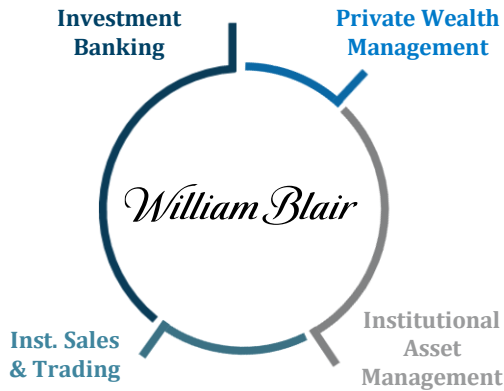 Investment
Banking
Private Wealth
Management
William Blair
Inst. Sales
& Trading
Institutional
Asset
Management